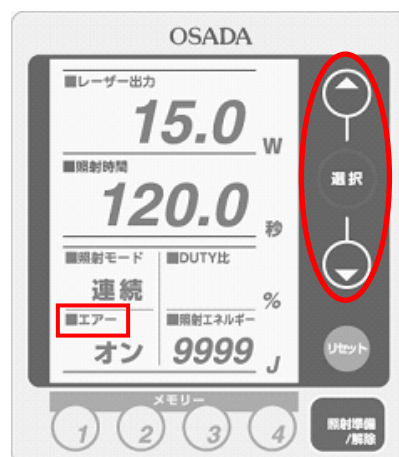 OSADA
■レーザー出力
15.0 W
■照射時間
120.0 秒
■照射モード ■DUTY比
連続 %
■エアー ■照射エネルギー
オン 9999 J
選択
リセット
メモリー
1 2 3 4
照射準備
/解除